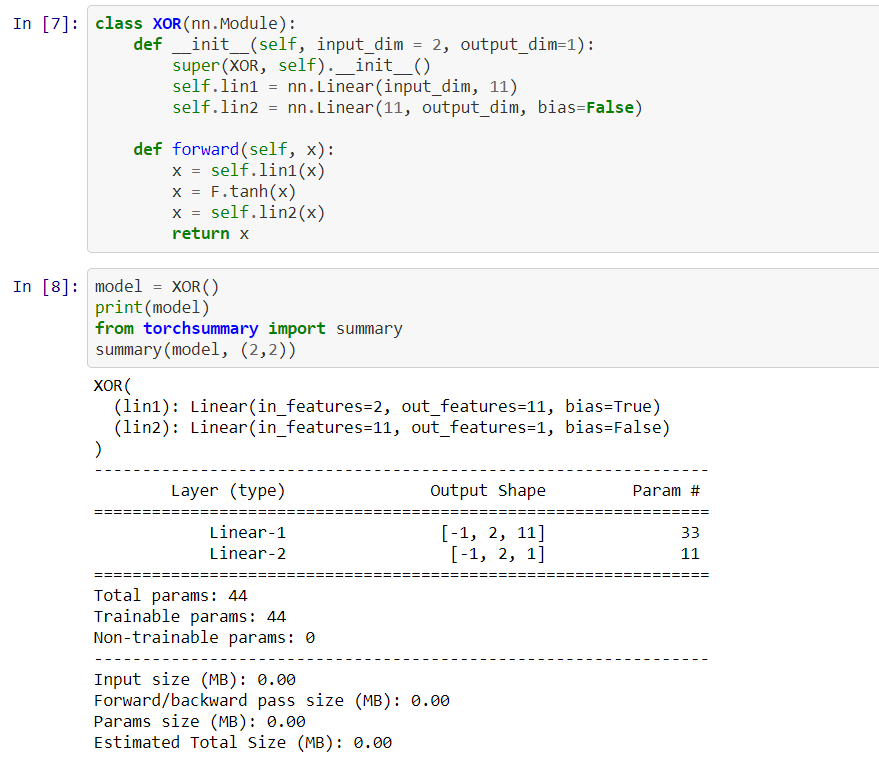 In [7]: class XOR(nn.Module):
    def __init__(self, input_dim = 2, output_dim=1):
        super(XOR, self).__init__()
        self.lin1 = nn.Linear(input_dim, 11)
        self.lin2 = nn.Linear(11, output_dim, bias=False)
    def forward(self, x):
        x = self.lin1(x)
        x = F.tanh(x)
        x = self.lin2(x)
        return x
In [8]: model = XOR()
print(model)
from torchsummary import summary
summary(model, (2,2))
XOR(
  (lin1): Linear(in_features=2, out_features=11, bias=True)
  (lin2): Linear(in_features=11, out_features=1, bias=False)
)
----------------------------------------------------------------
        Layer (type)               Output Shape         Param #
================================================================
            Linear-1                [-1, 2, 11]              33
            Linear-2                 [-1, 2, 1]              11
================================================================
Total params: 44
Trainable params: 44
Non-trainable params: 0
----------------------------------------------------------------
Input size (MB): 0.00
Forward/backward pass size (MB): 0.00
Params size (MB): 0.00
Estimated Total Size (MB): 0.00